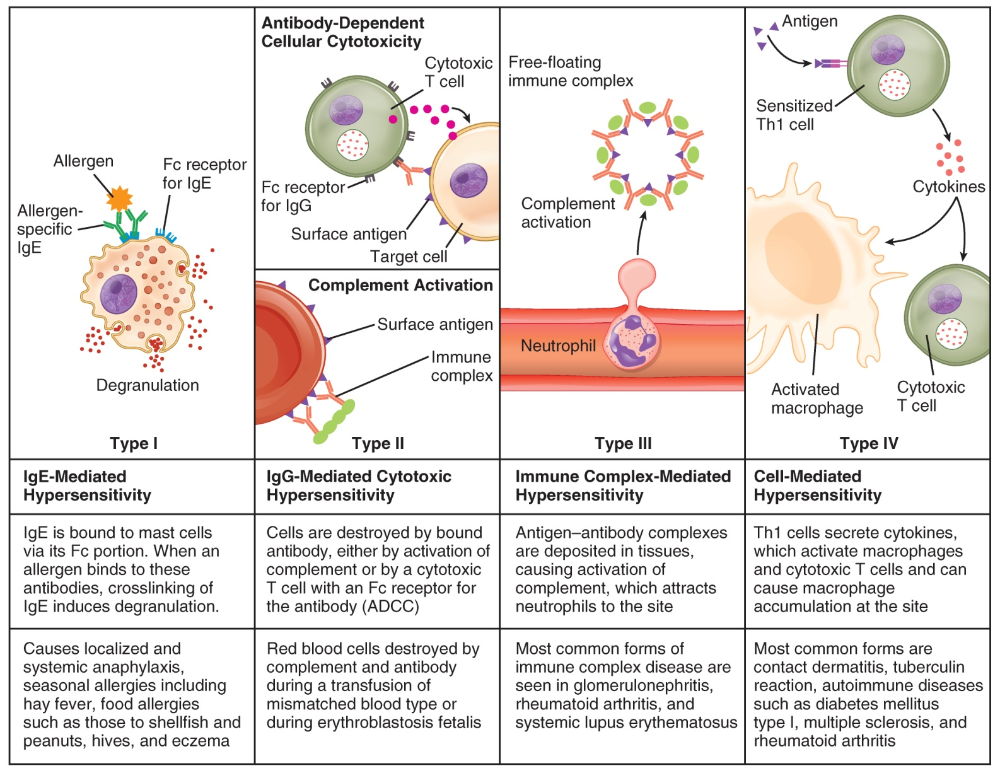 Allergen
Fc receptor
for IgE
Allergen-
specific
IgE
Degranulation
Type I
Antibody-Dependent
Cellular Cytotoxicity
Cytotoxic
T cell
Fc receptor
for IgG
Surface antigen
Target cell
Complement Activation
Surface antigen
Immune
complex
Type II
Free-floating
immune complex
Complement
activation
Neutrophil
Type III
Antigen
Sensitized
Th1 cell
Cytokines
Activated
macrophage
Cytotoxic
T cell
Type IV
IgE-Mediated
Hypersensitivity
IgG-Mediated Cytotoxic
Hypersensitivity
Immune Complex-Mediated
Hypersensitivity
Cell-Mediated
Hypersensitivity
IgE is bound to mast cells
via its Fc portion. When an
allergen binds to these
antibodies, crosslinking of
IgE induces degranulation.
Cells are destroyed by bound
antibody, either by activation of
complement or by a cytotoxic
T cell with an Fc receptor for
the antibody (ADCC)
Antigen–antibody complexes
are deposited in tissues,
causing activation of
complement, which attracts
neutrophils to the site
Th1 cells secrete cytokines,
which activate macrophages
and cytotoxic T cells and can
cause macrophage
accumulation at the site
Causes localized and
systemic anaphylaxis,
seasonal allergies including
hay fever, food allergies
such as those to shellfish and
peanuts, hives, and eczema
Red blood cells destroyed by
complement and antibody
during a transfusion of
mismatched blood type or
during erythroblastosis fetalis
Most common forms of
immune complex disease are
seen in glomerulonephritis,
rheumatoid arthritis, and
systemic lupus erythematosus
Most common forms are
contact dermatitis, tuberculin
reaction, autoimmune diseases
such as diabetes mellitus
type I, multiple sclerosis, and
rheumatoid arthritis